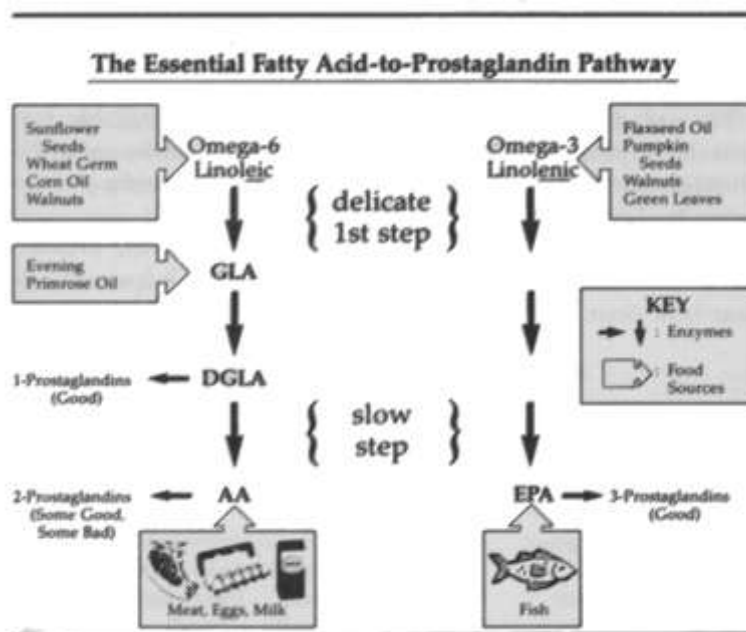 The Essential Fatty Acid-to-Prostaglandin Pathway
Sunflower
Seeds
Wheat Germ
Corn Oil
Walnuts
Omega-6
Linoleic
Omega-3
Linolenic
Flaxseed Oil
Pumpkin
Seeds
Walnuts
Green Leaves
{ delicate }
{ 1st step }
Evening
Primrose Oil
GLA
KEY
: Enzymes
: Food
Sources
1-Prostaglandins
(Good)
DGLA
{ slow }
{ step }
2-Prostaglandins
(Some Good,
Some Bad)
AA
EPA
3-Prostaglandins
(Good)
Meat, Eggs, Milk
Fish